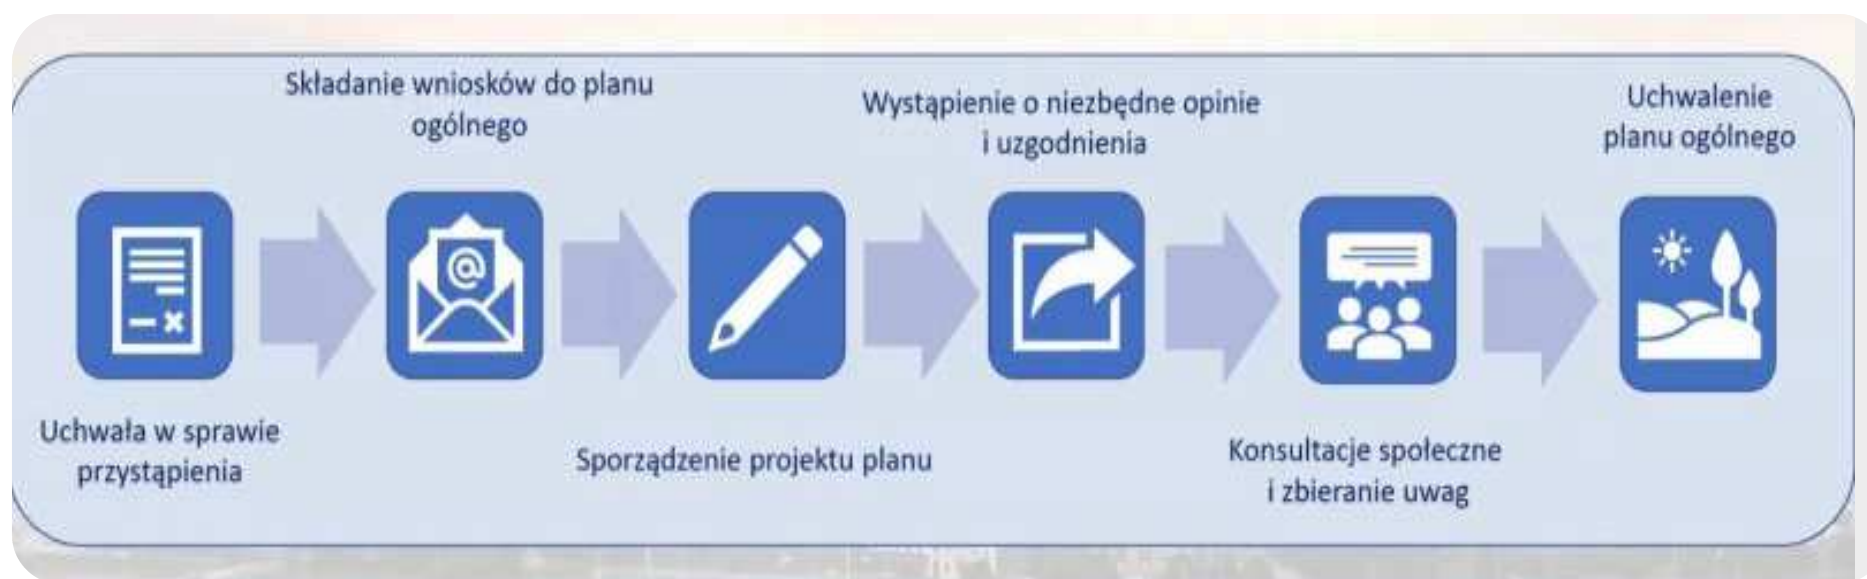 Uchwała w sprawie
przystąpienia
Składanie wniosków do planu
ogólnego
@
Sporządzenie projektu planu
Wystąpienie o niezbędne opinie
i uzgodnienia
Konsultacje społeczne
i zbieranie uwag
Uchwalenie
planu ogólnego